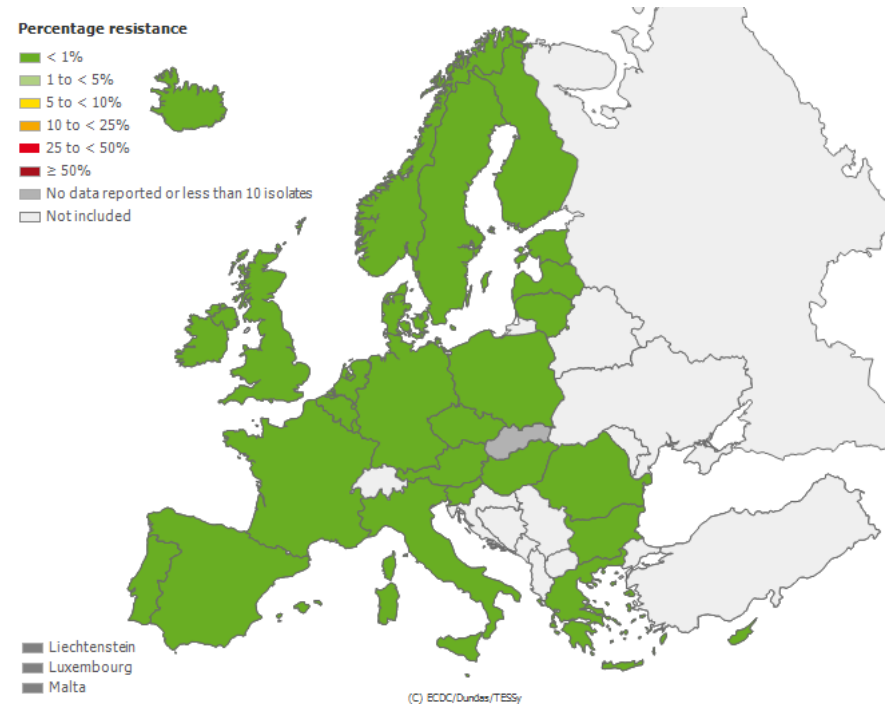 Percentage resistance
< 1%
1 to < 5%
5 to < 10%
10 to < 25%
25 to < 50%
≥ 50%
No data reported or less than 10 isolates
Not included
Liechtenstein
Luxembourg
Malta
(C) ECDC/Dundas/TESSy